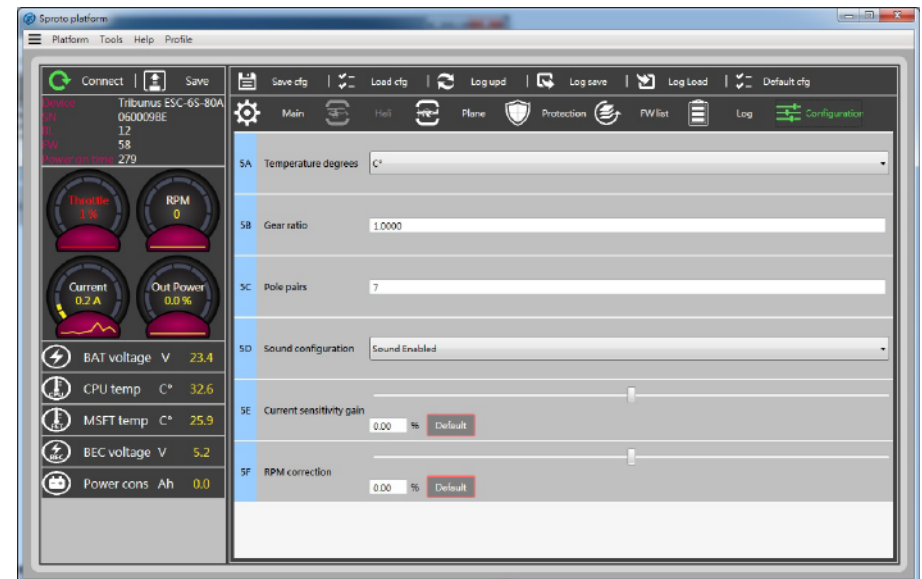 Sproto platform
Platform Tools Help Profile
Connect | Save
Save cfg | Load cfg | Log upd | Log save | Log Load | Default cfg
Device Tribunus ESC-6S-80A
SN 060009BE
12
FW 58
Power on time 279
Main Heli Plane Protection FW list Log Configuration
Throttle
1 %
RPM
0
Current
0.2 A
Out Power
0.0 %
BAT voltage V 23.4
CPU temp C° 32.6
MSFT temp C° 25.9
BEC voltage V 5.2
Power cons Ah 0.0
5A Temperature degrees C°
5B Gear ratio 1.0000
5C Pole pairs 7
5D Sound configuration Sound Enabled
5E Current sensitivity gain
0.00 % Default
5F RPM correction
0.00 % Default